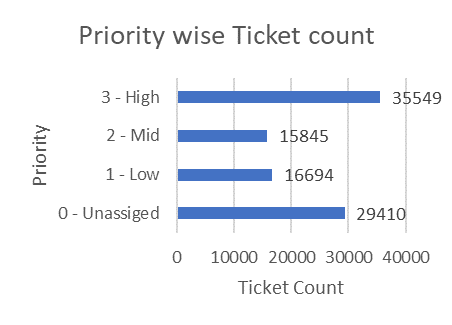 Priority wise Ticket count
Priority
3 - High 35549
2 - Mid 15845
1 - Low 16694
0 - Unassiged 29410
0 10000 20000 30000 40000
Ticket Count